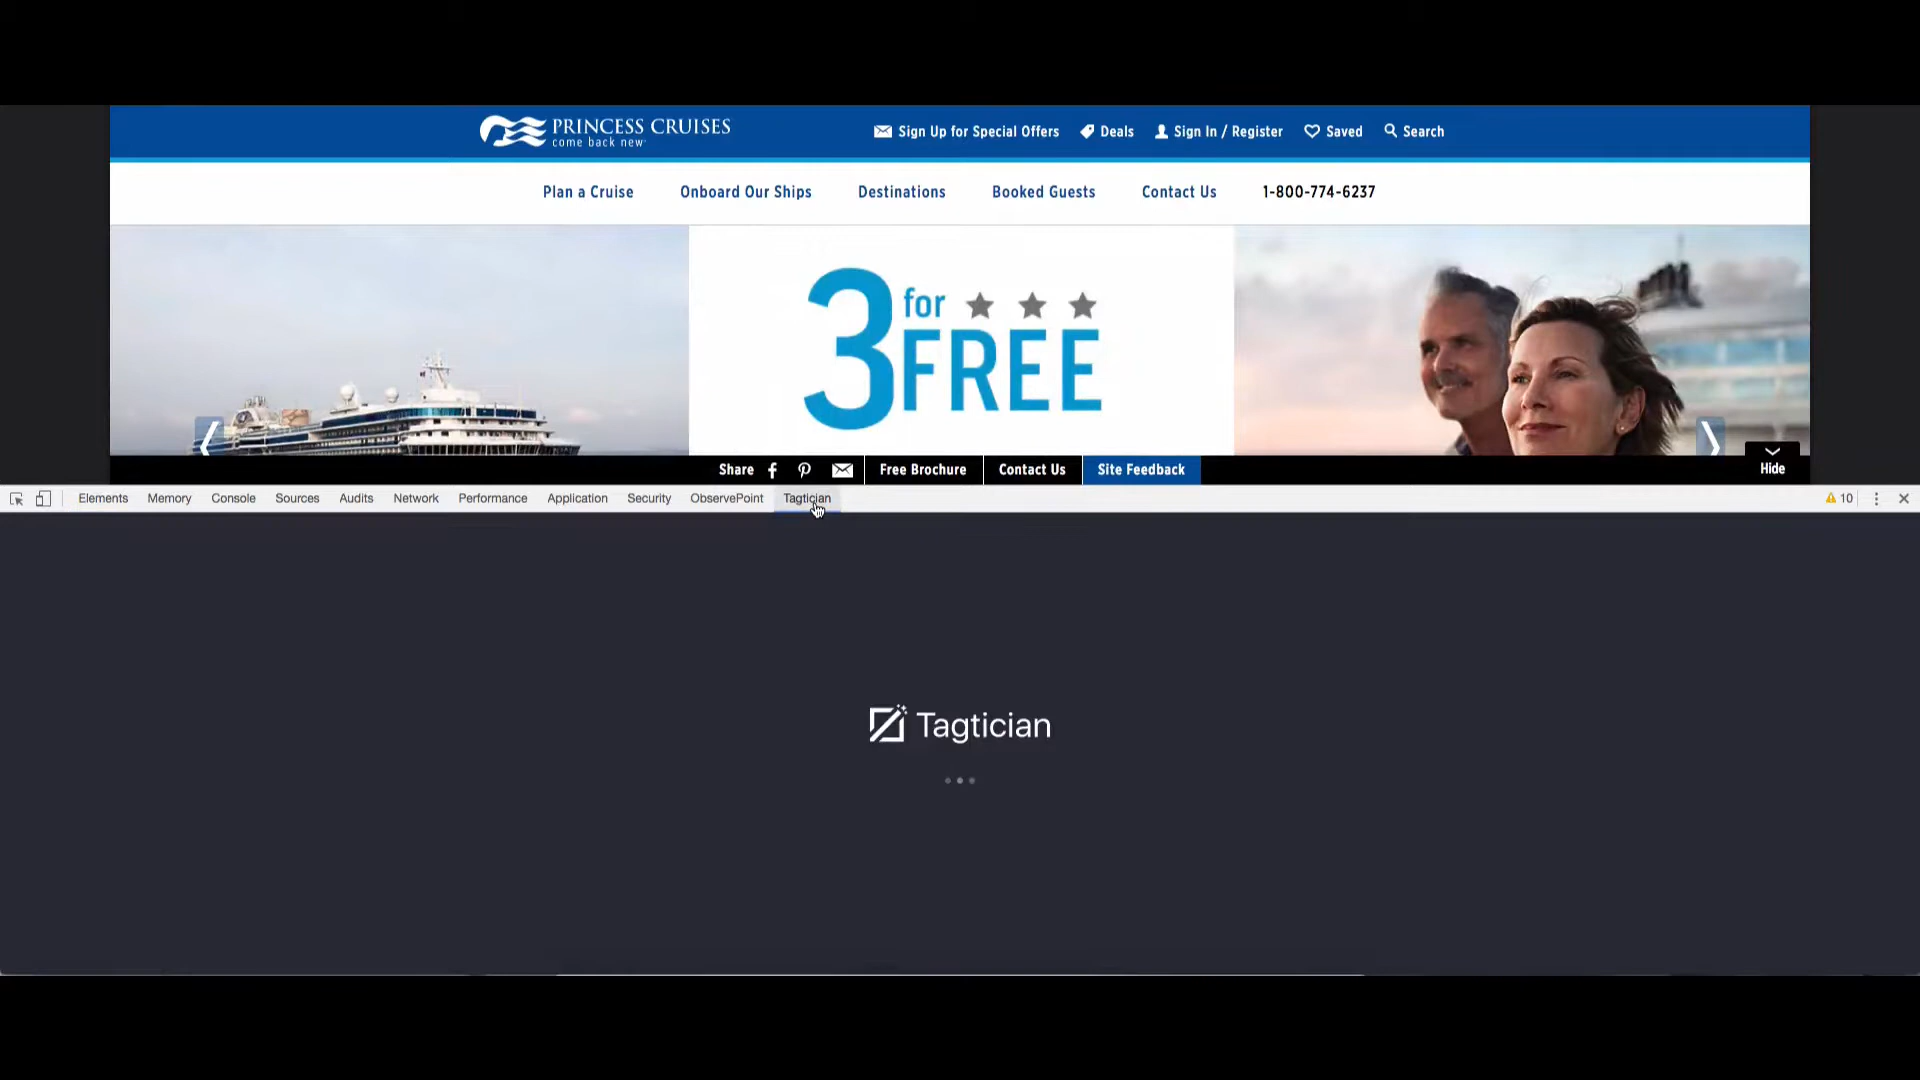 PRINCESS CRUISES
come back new
Sign Up for Special Offers Deals Sign In / Register Saved Search
Plan a Cruise Onboard Our Ships Destinations Booked Guests Contact Us 1-800-774-6237
3 for
FREE
Share Free Brochure Contact Us Site Feedback Hide
Elements Memory Console Sources Audits Network Performance Application Security ObservePoint Tagtician 10
Tagtician